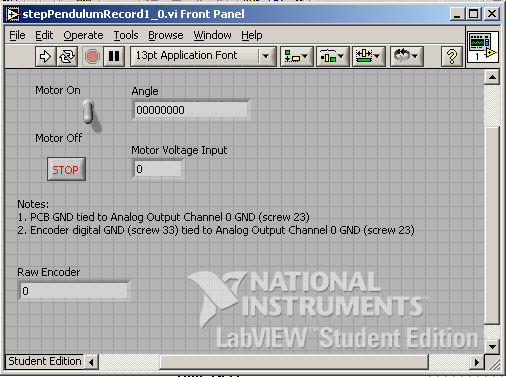 stepPendulumRecord1_0.vi Front Panel
File Edit Operate Tools Browse Window Help
13pt Application Font
1
Motor On
Angle
00000000
Motor Off
Motor Voltage Input
STOP
0
Notes:
1. PCB GND tied to Analog Output Channel 0 GND (screw 23)
2. Encoder digital GND (screw 33) tied to Analog Output Channel 0 GND (screw 23)
Raw Encoder
0
NATIONAL
INSTRUMENTS™
LabVIEW™ Student Edition
Student Edition